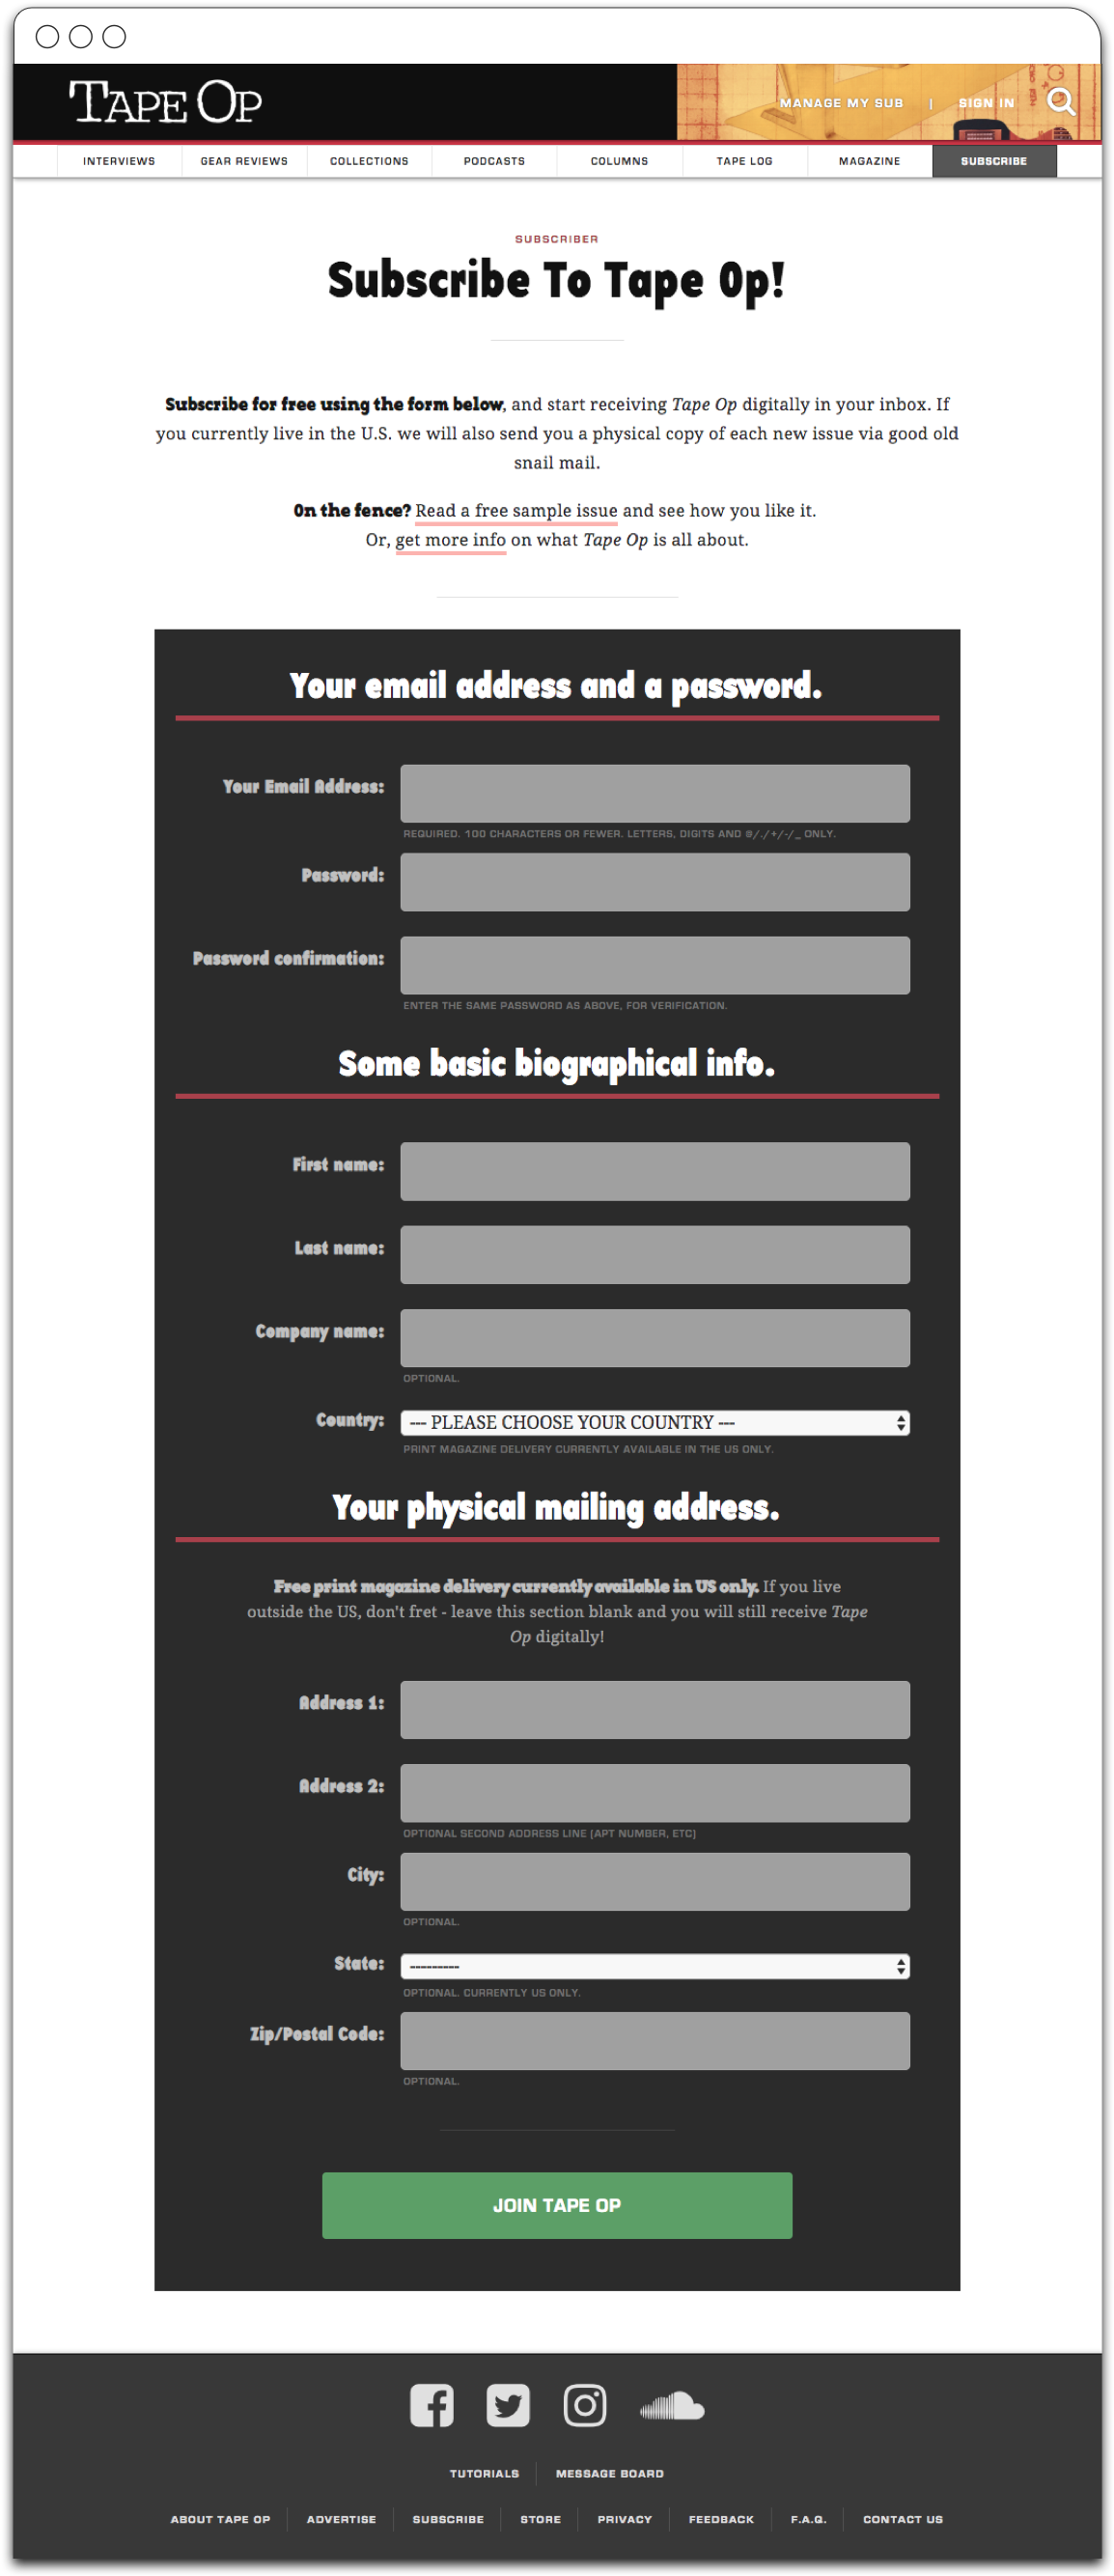 TAPE OP
MANAGE MY SUB | SIGN IN
INTERVIEWS GEAR REVIEWS COLLECTIONS PODCASTS COLUMNS TAPE LOG MAGAZINE SUBSCRIBE
SUBSCRIBER
Subscribe To Tape Op!
Subscribe for free using the form below, and start receiving Tape Op digitally in your inbox. If
you currently live in the U.S. we will also send you a physical copy of each new issue via good old
snail mail.
On the fence? Read a free sample issue and see how you like it.
Or, get more info on what Tape Op is all about.
Your email address and a password.
Your Email Address:
REQUIRED. 100 CHARACTERS OR FEWER. LETTERS, DIGITS AND @/./+/-/_ ONLY.
Password:
Password confirmation:
ENTER THE SAME PASSWORD AS ABOVE, FOR VERIFICATION.
Some basic biographical info.
First name:
Last name:
Company name:
OPTIONAL.
Country: --- PLEASE CHOOSE YOUR COUNTRY ---
PRINT MAGAZINE DELIVERY CURRENTLY AVAILABLE IN THE US ONLY.
Your physical mailing address.
Free print magazine delivery currently available in US only. If you live
outside the US, don't fret - leave this section blank and you will still receive Tape
Op digitally!
Address 1:
Address 2:
OPTIONAL SECOND ADDRESS LINE (APT NUMBER, ETC)
City:
OPTIONAL.
State: ---------
OPTIONAL. CURRENTLY US ONLY.
Zip/Postal Code:
OPTIONAL.
JOIN TAPE OP
TUTORIALS MESSAGE BOARD
ABOUT TAPE OP ADVERTISE SUBSCRIBE STORE PRIVACY FEEDBACK F.A.Q. CONTACT US